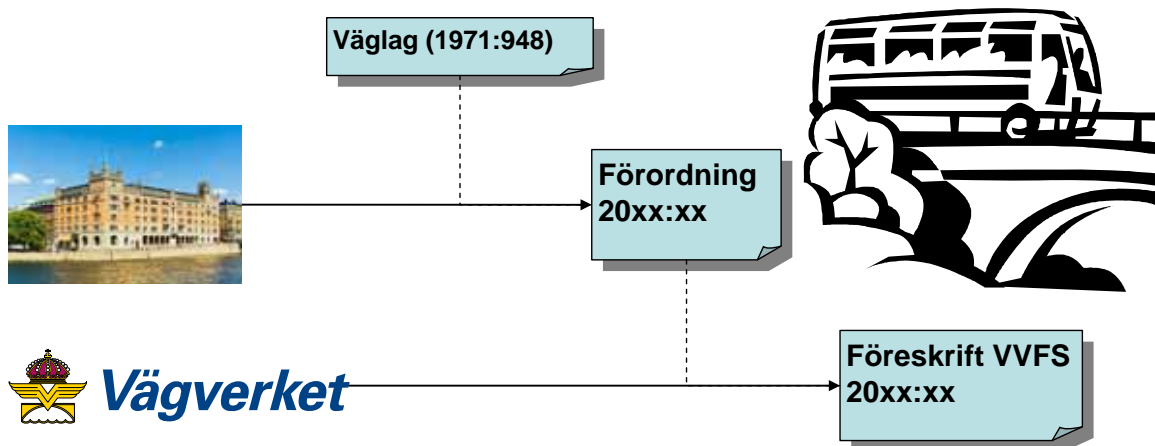 Väglag (1971:948)
Förordning
20xx:xx
Föreskrift VVFS
20xx:xx
Vägverket